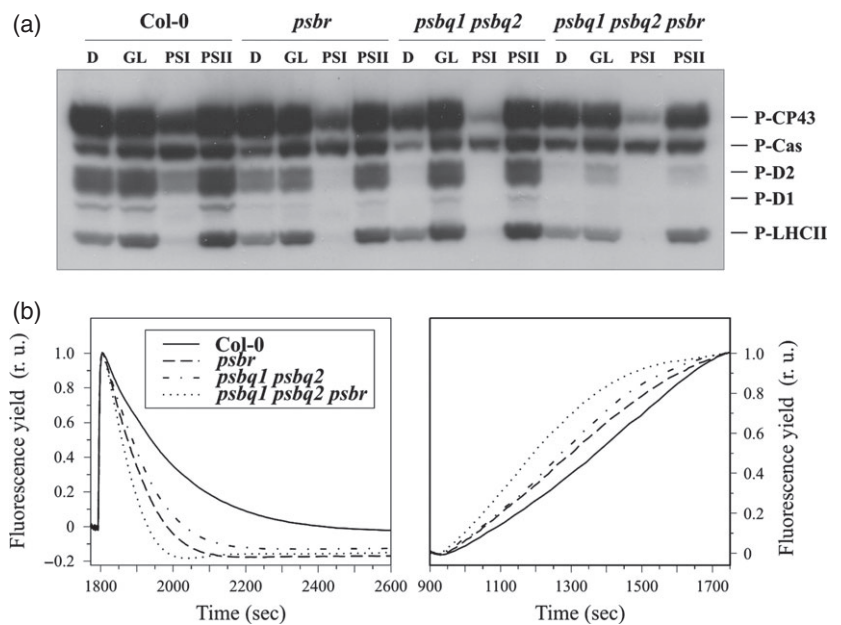 (a)
Col-0 psbr psbq1 psbq2 psbq1 psbq2 psbr
D GL PSI PSII D GL PSI PSII D GL PSI PSII D GL PSI PSII
P-CP43
P-Cas
P-D2
P-D1
P-LHCII
(b)
Fluorescence yield (r. u.)
1.0
0.8
0.6
0.4
0.2
0
−0.2
Col-0
psbr
psbq1 psbq2
psbq1 psbq2 psbr
1800 2000 2200 2400 2600
Time (sec)
1.0
0.8
0.6
0.4
0.2
0
Fluorescence yield (r. u.)
900 1100 1300 1500 1700
Time (sec)